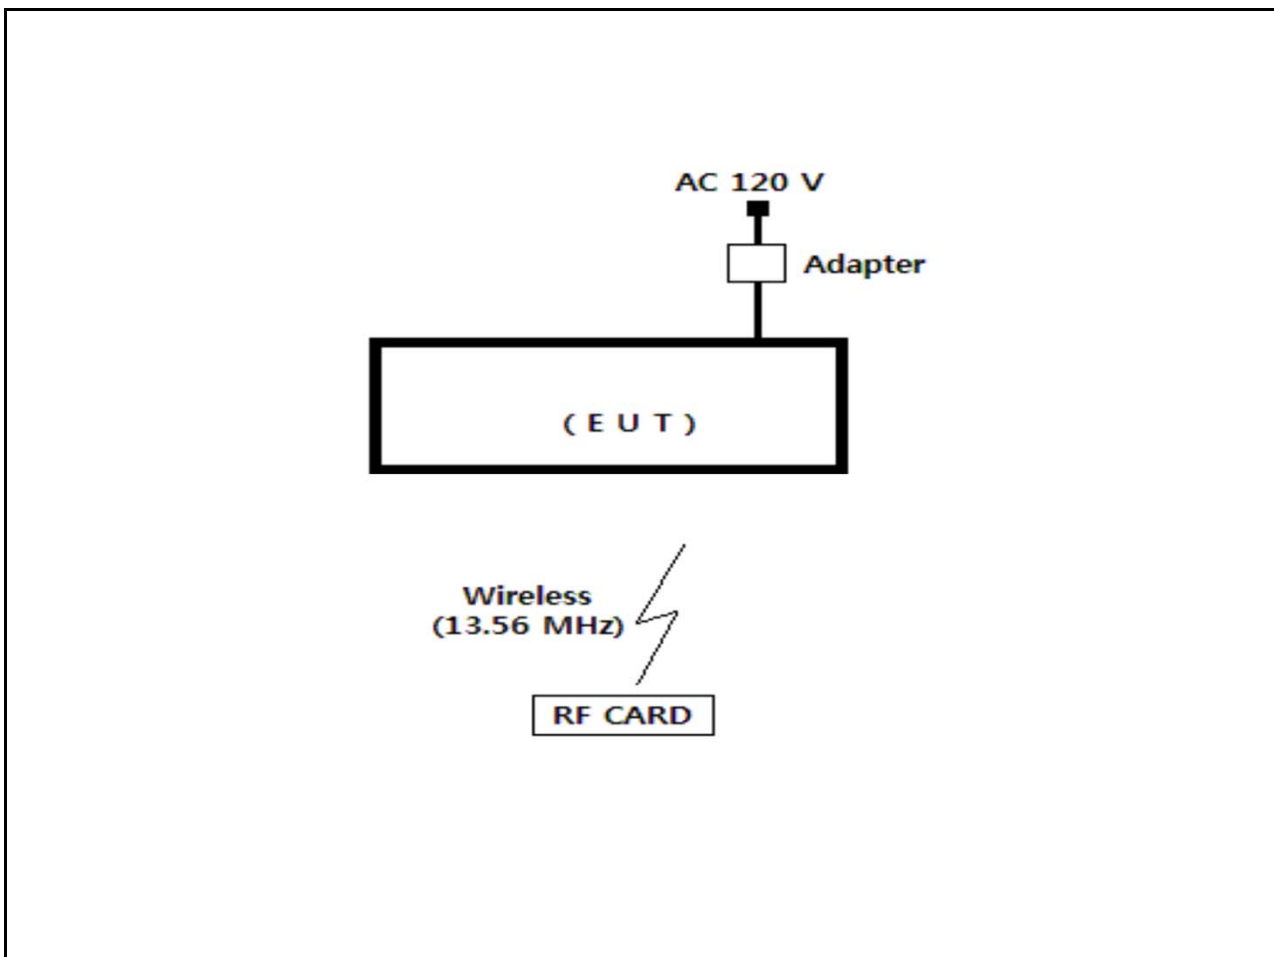 AC 120 V
Adapter
( E U T )
Wireless
(13.56 MHz)
RF CARD